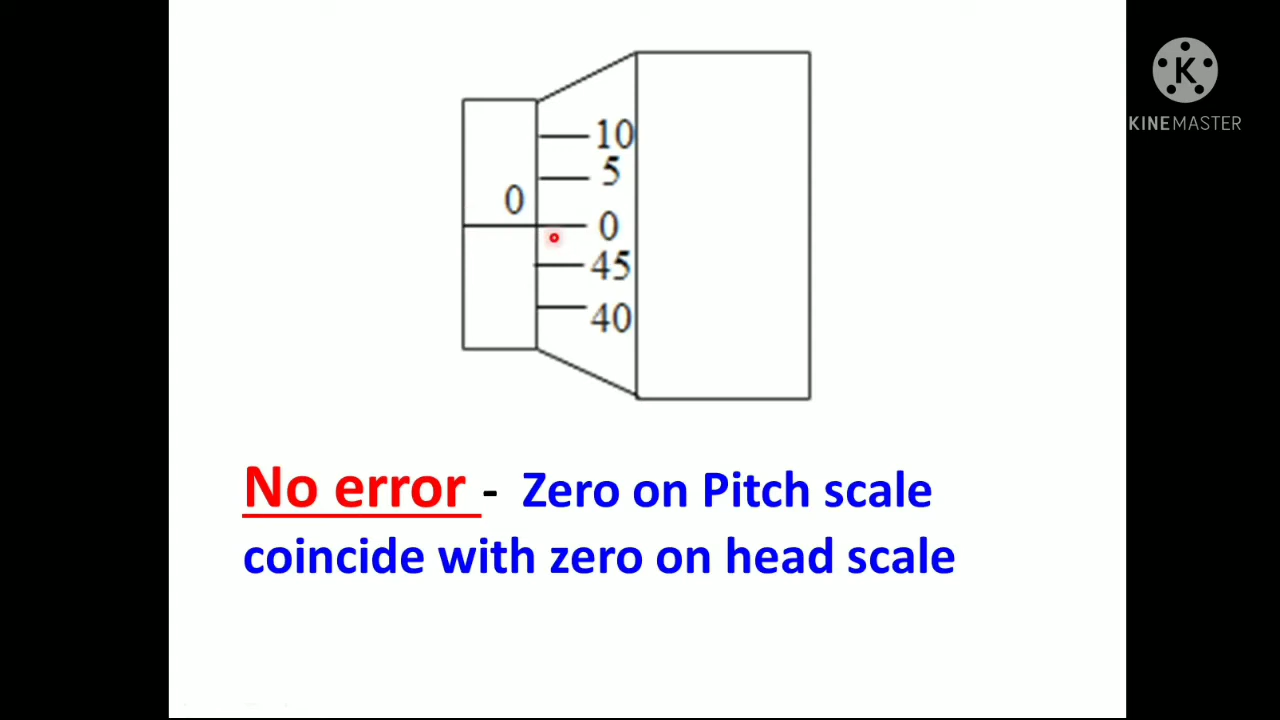 K
KINEMASTER
10
5
0 0
45
40
No error - Zero on Pitch scale
coincide with zero on head scale